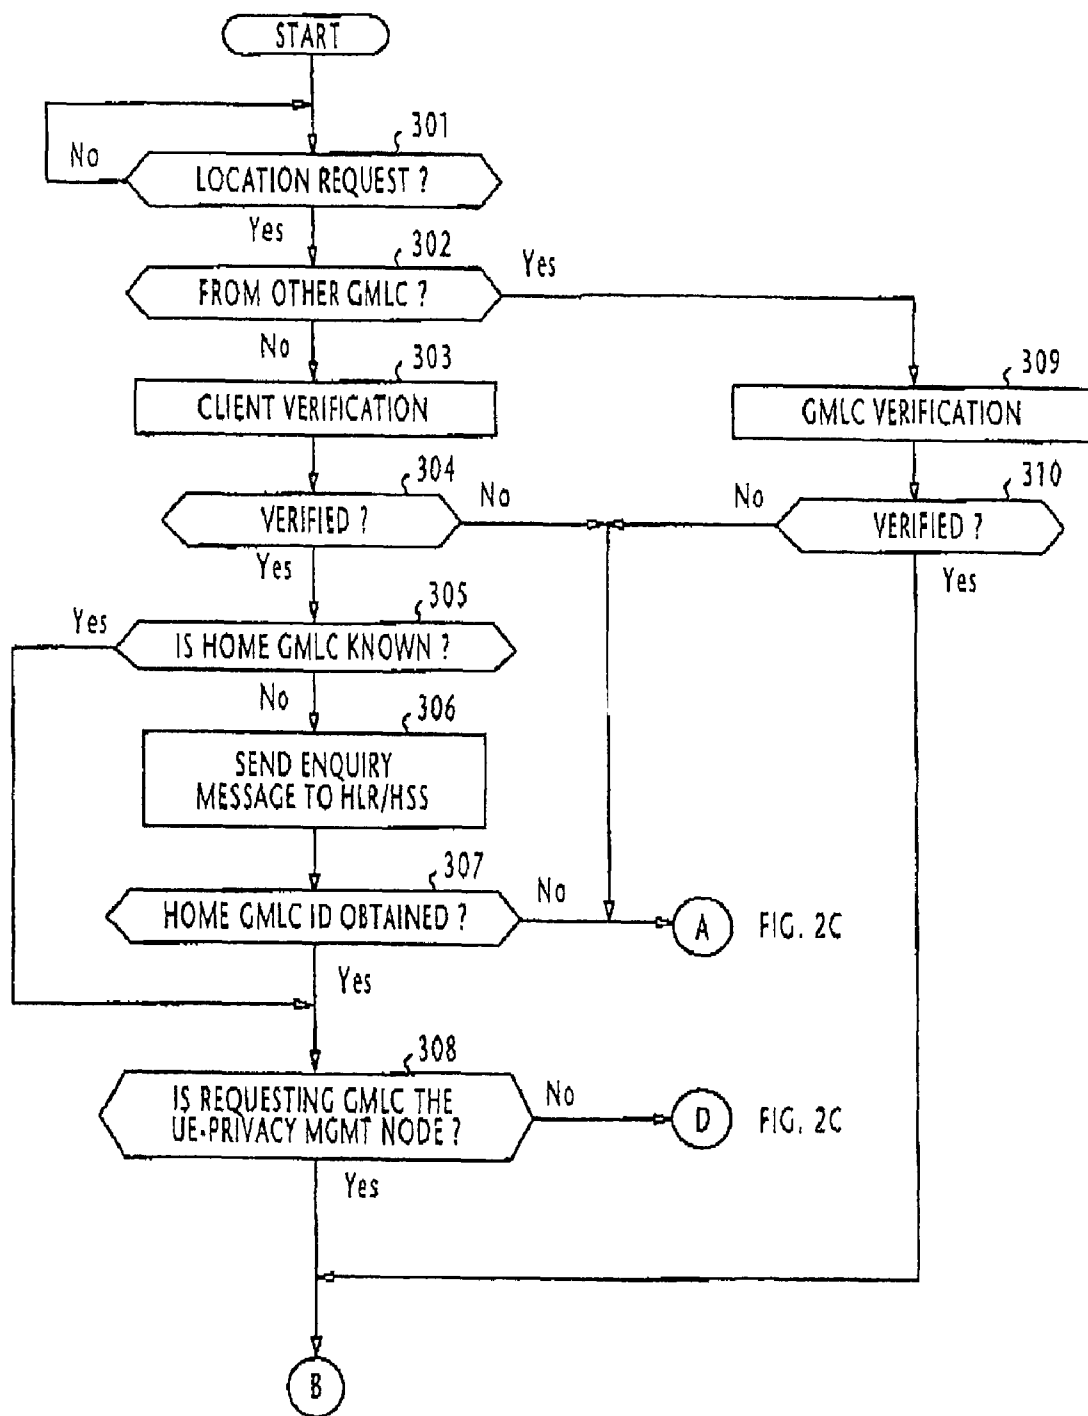 START
301
No
LOCATION REQUEST ?
Yes
302
Yes
FROM OTHER GMLC ?
No
303
309
CLIENT VERIFICATION
GMLC VERIFICATION
304
No
No
310
VERIFIED ?
VERIFIED ?
Yes
Yes
305
Yes
IS HOME GMLC KNOWN ?
No
306
SEND ENQUIRY
MESSAGE TO HLR/HSS
307
No
HOME GMLC ID OBTAINED ?
A
FIG. 2C
Yes
308
IS REQUESTING GMLC THE
UE-PRIVACY MGMT NODE ?
No
D
FIG. 2C
Yes
B